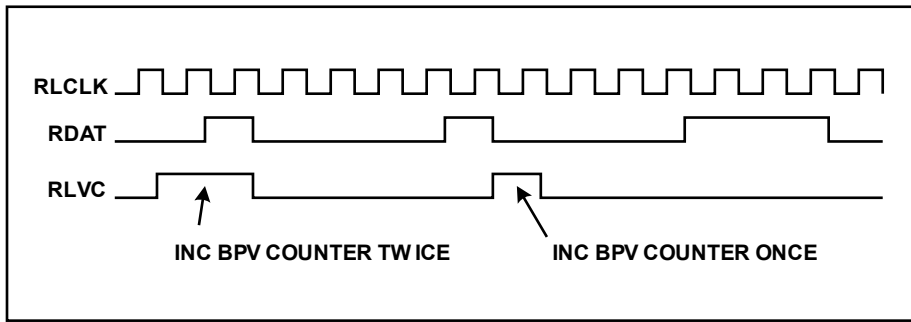 RLCLK
RDAT
RLVC
INC BPV COUNTER TWICE
INC BPV COUNTER ONCE